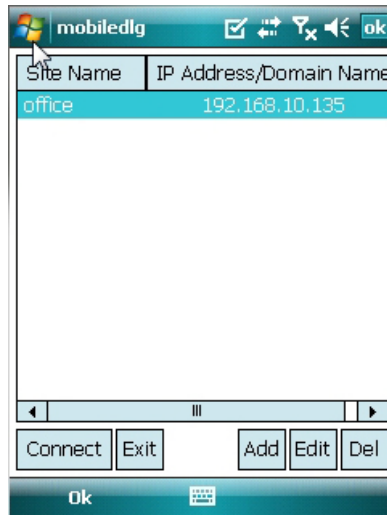 mobiledlg ok
Site Name IP Address/Domain Name
office 192.168.10.135
Connect Exit Add Edit Del
Ok